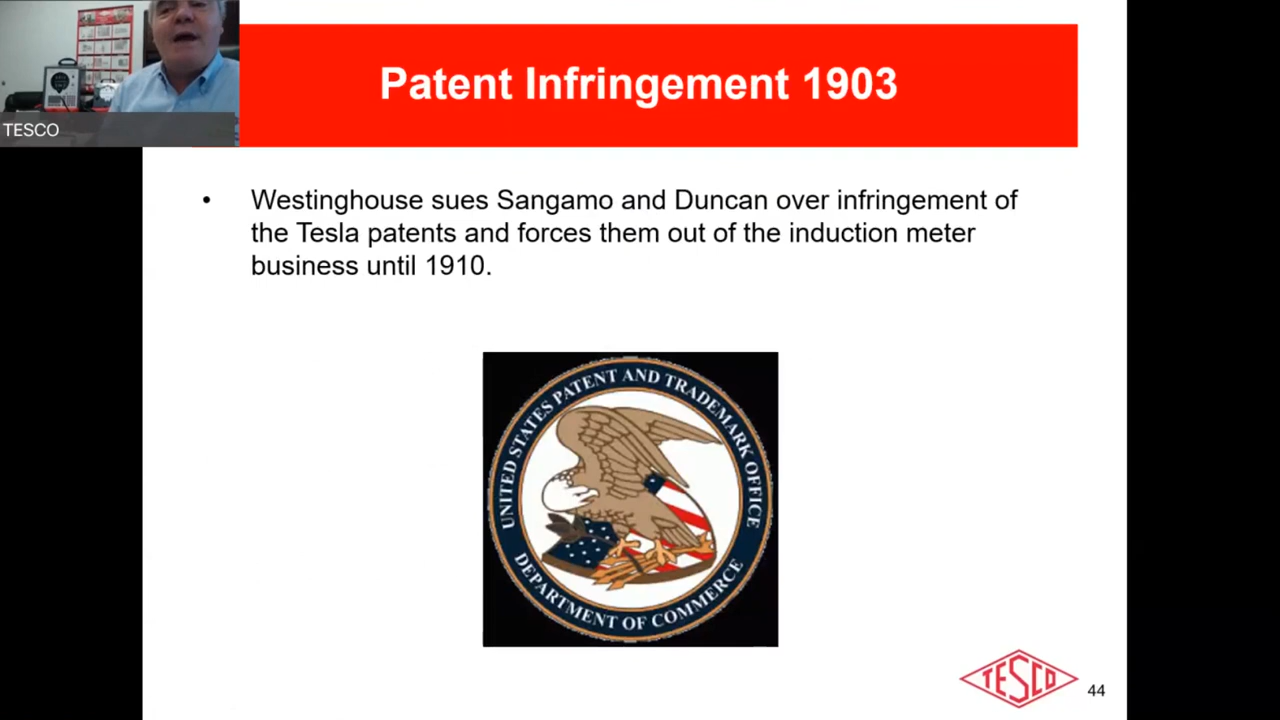 TESCO
Patent Infringement 1903
• Westinghouse sues Sangamo and Duncan over infringement of
the Tesla patents and forces them out of the induction meter
business until 1910.
UNITED STATES PATENT AND TRADEMARK OFFICE
DEPARTMENT OF COMMERCE
TESCO
44